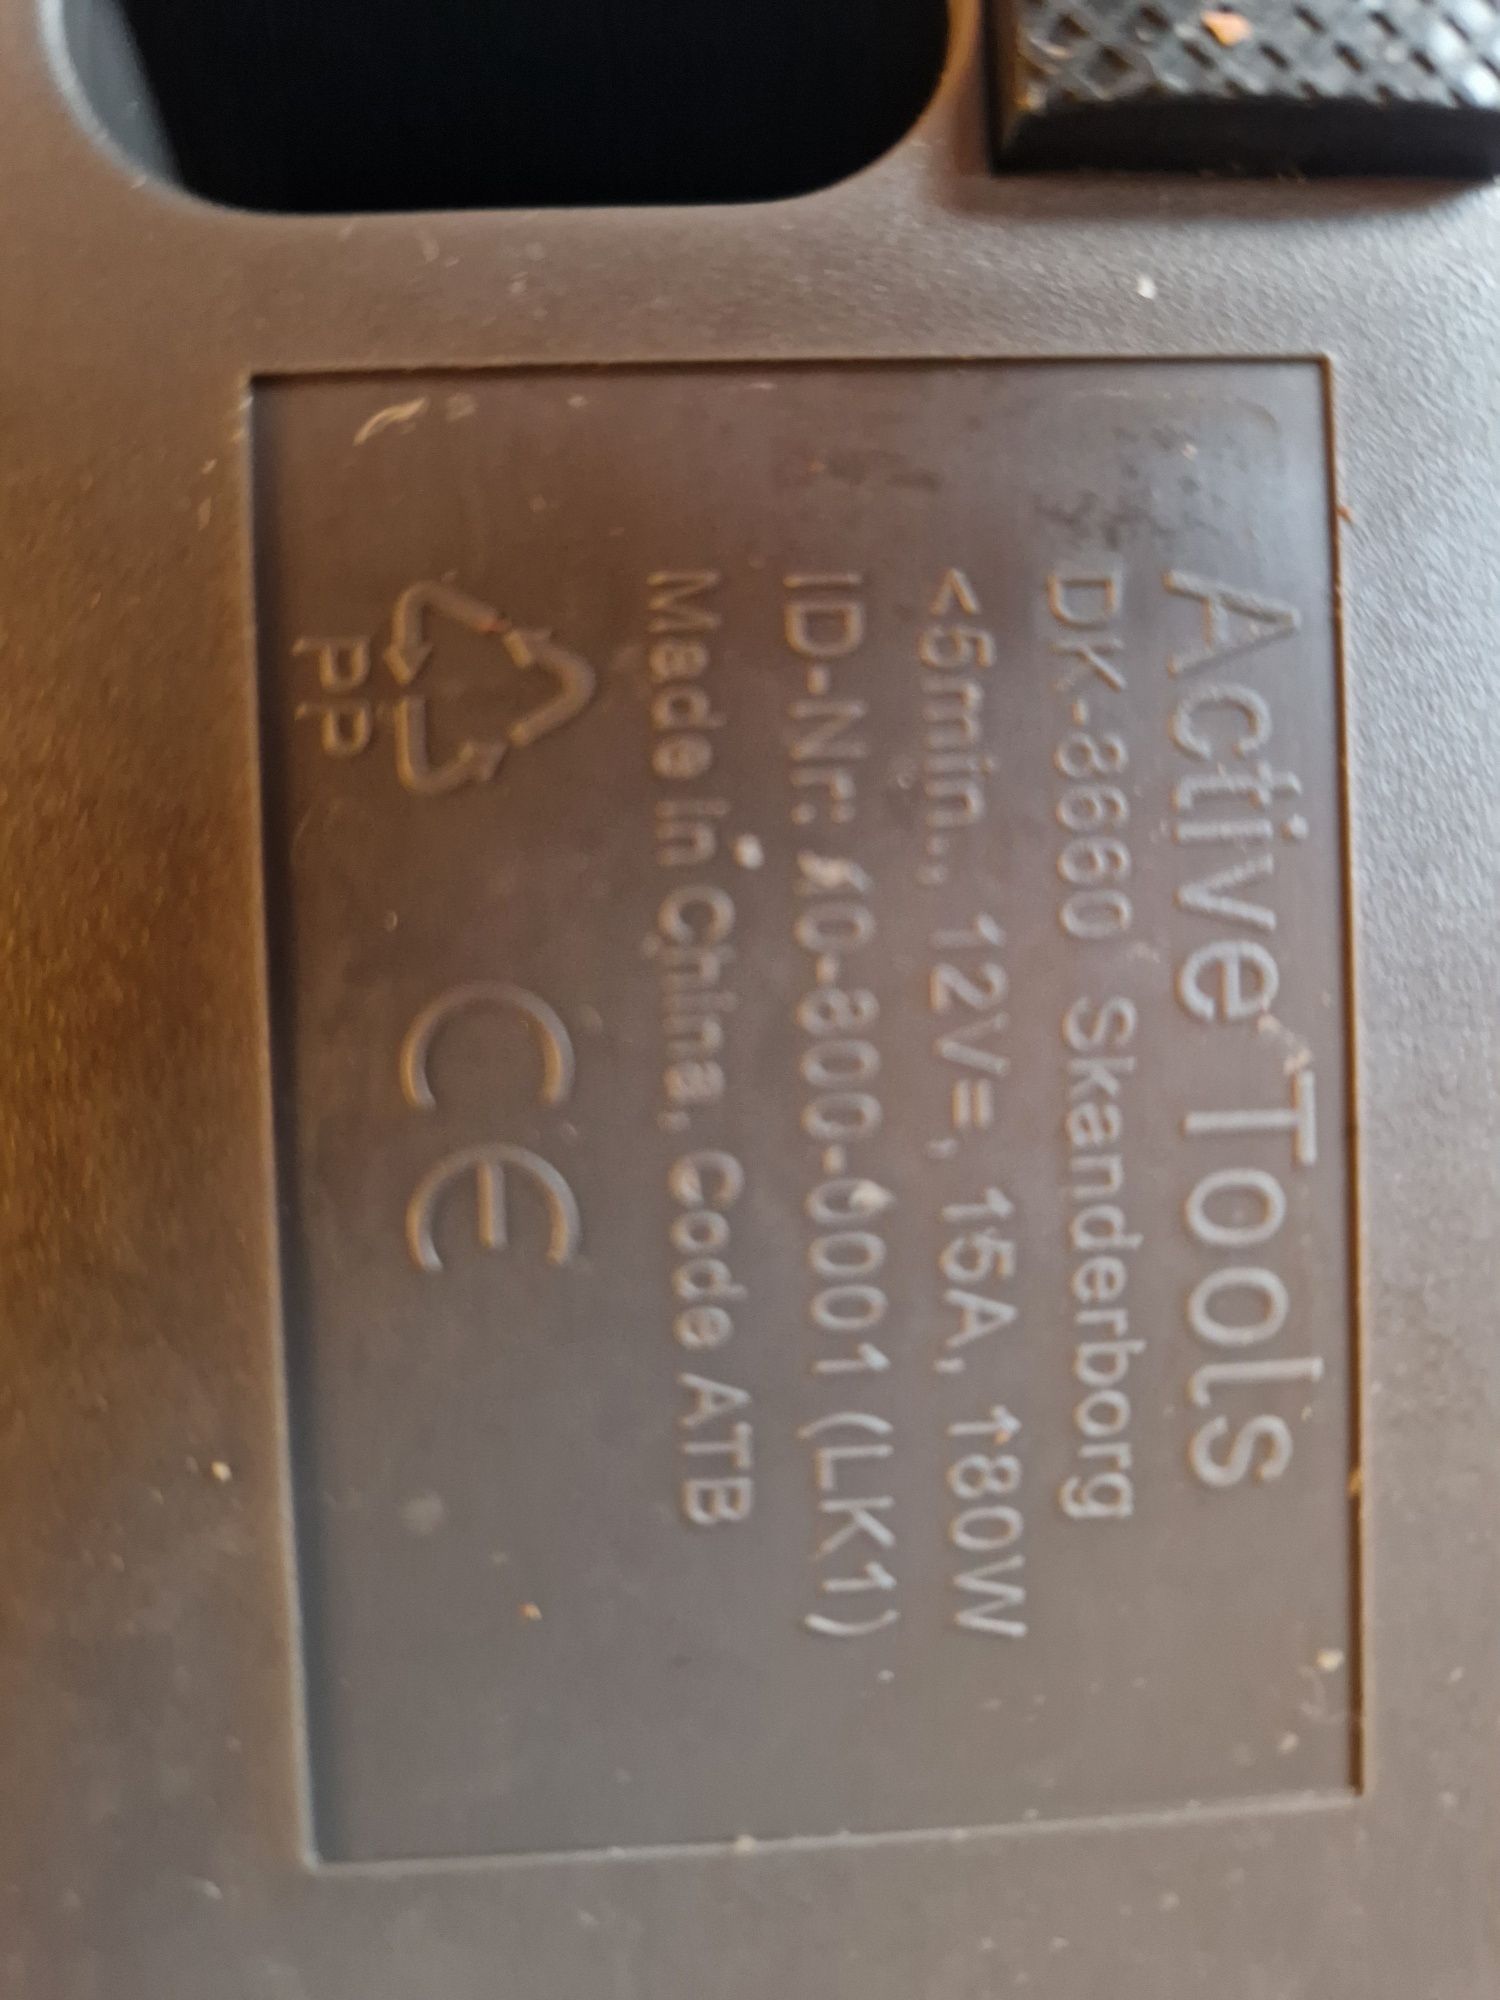 Active Tools
DK-8660 Skanderborg
<5min., 12V=, 15A, 180W
ID-Nr: X0-800-0001 (LK1)
Made in China, Code ATB
PP
CE